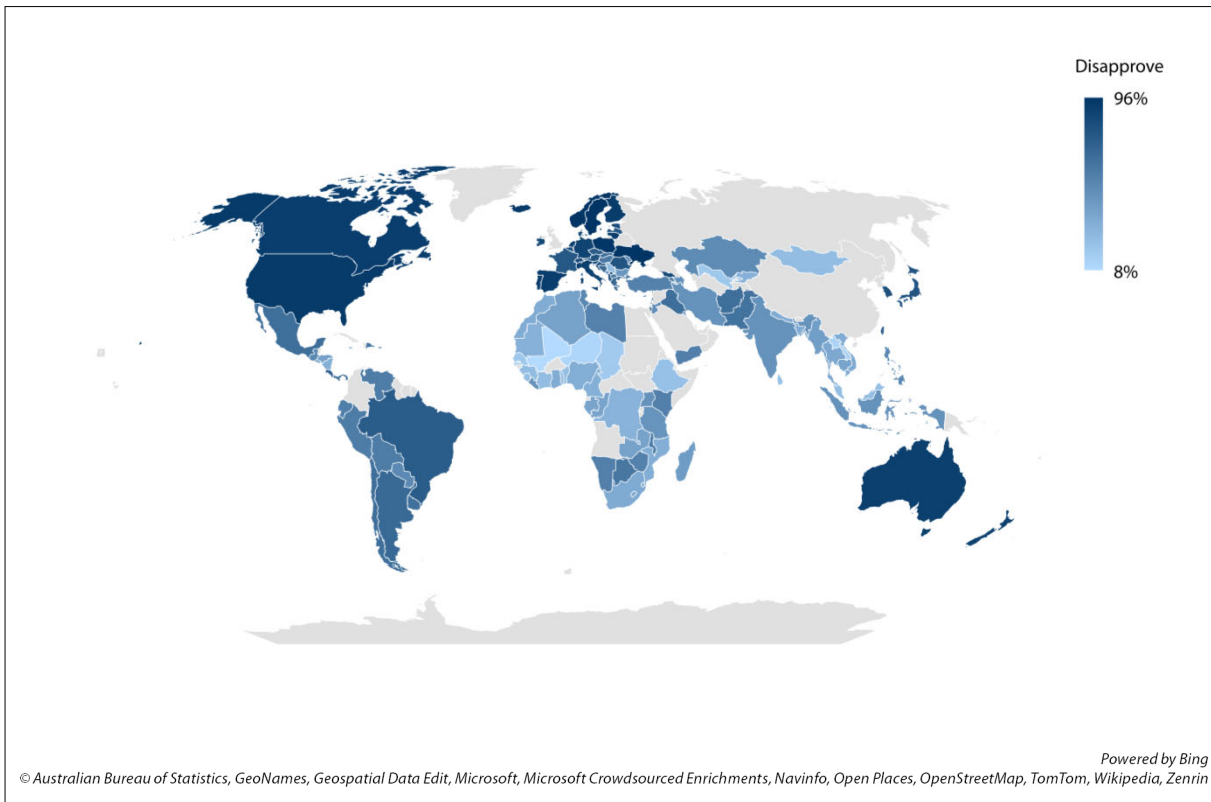 Disapprove
96%
8%
Powered by Bing
© Australian Bureau of Statistics, GeoNames, Geospatial Data Edit, Microsoft, Microsoft Crowdsourced Enrichments, Navinfo, Open Places, OpenStreetMap, TomTom, Wikipedia, Zenrin